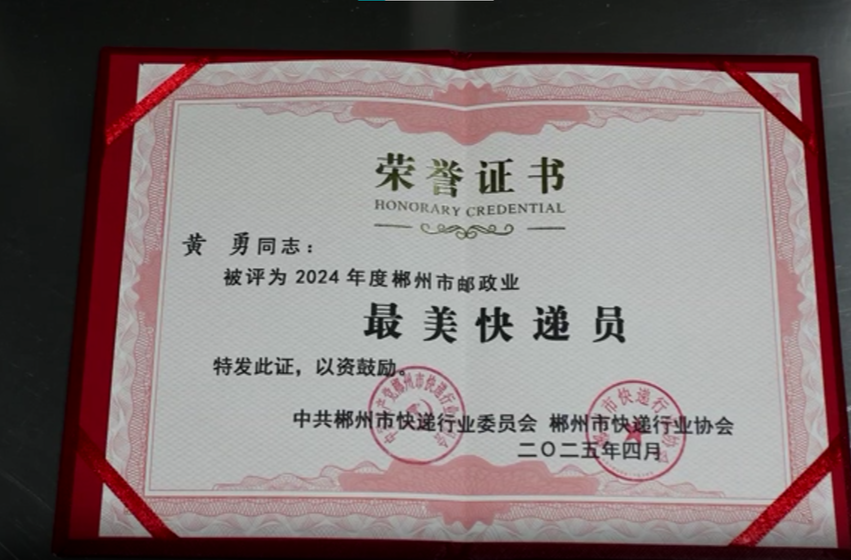 荣誉证书
HONORARY CREDENTIAL
黄 勇同志：
被评为 2024 年度郴州市邮政业
最美快递员
特发此证，以资鼓励。
中共郴州市快递行业委员会 郴州市快递行业协会
二〇二五年四月